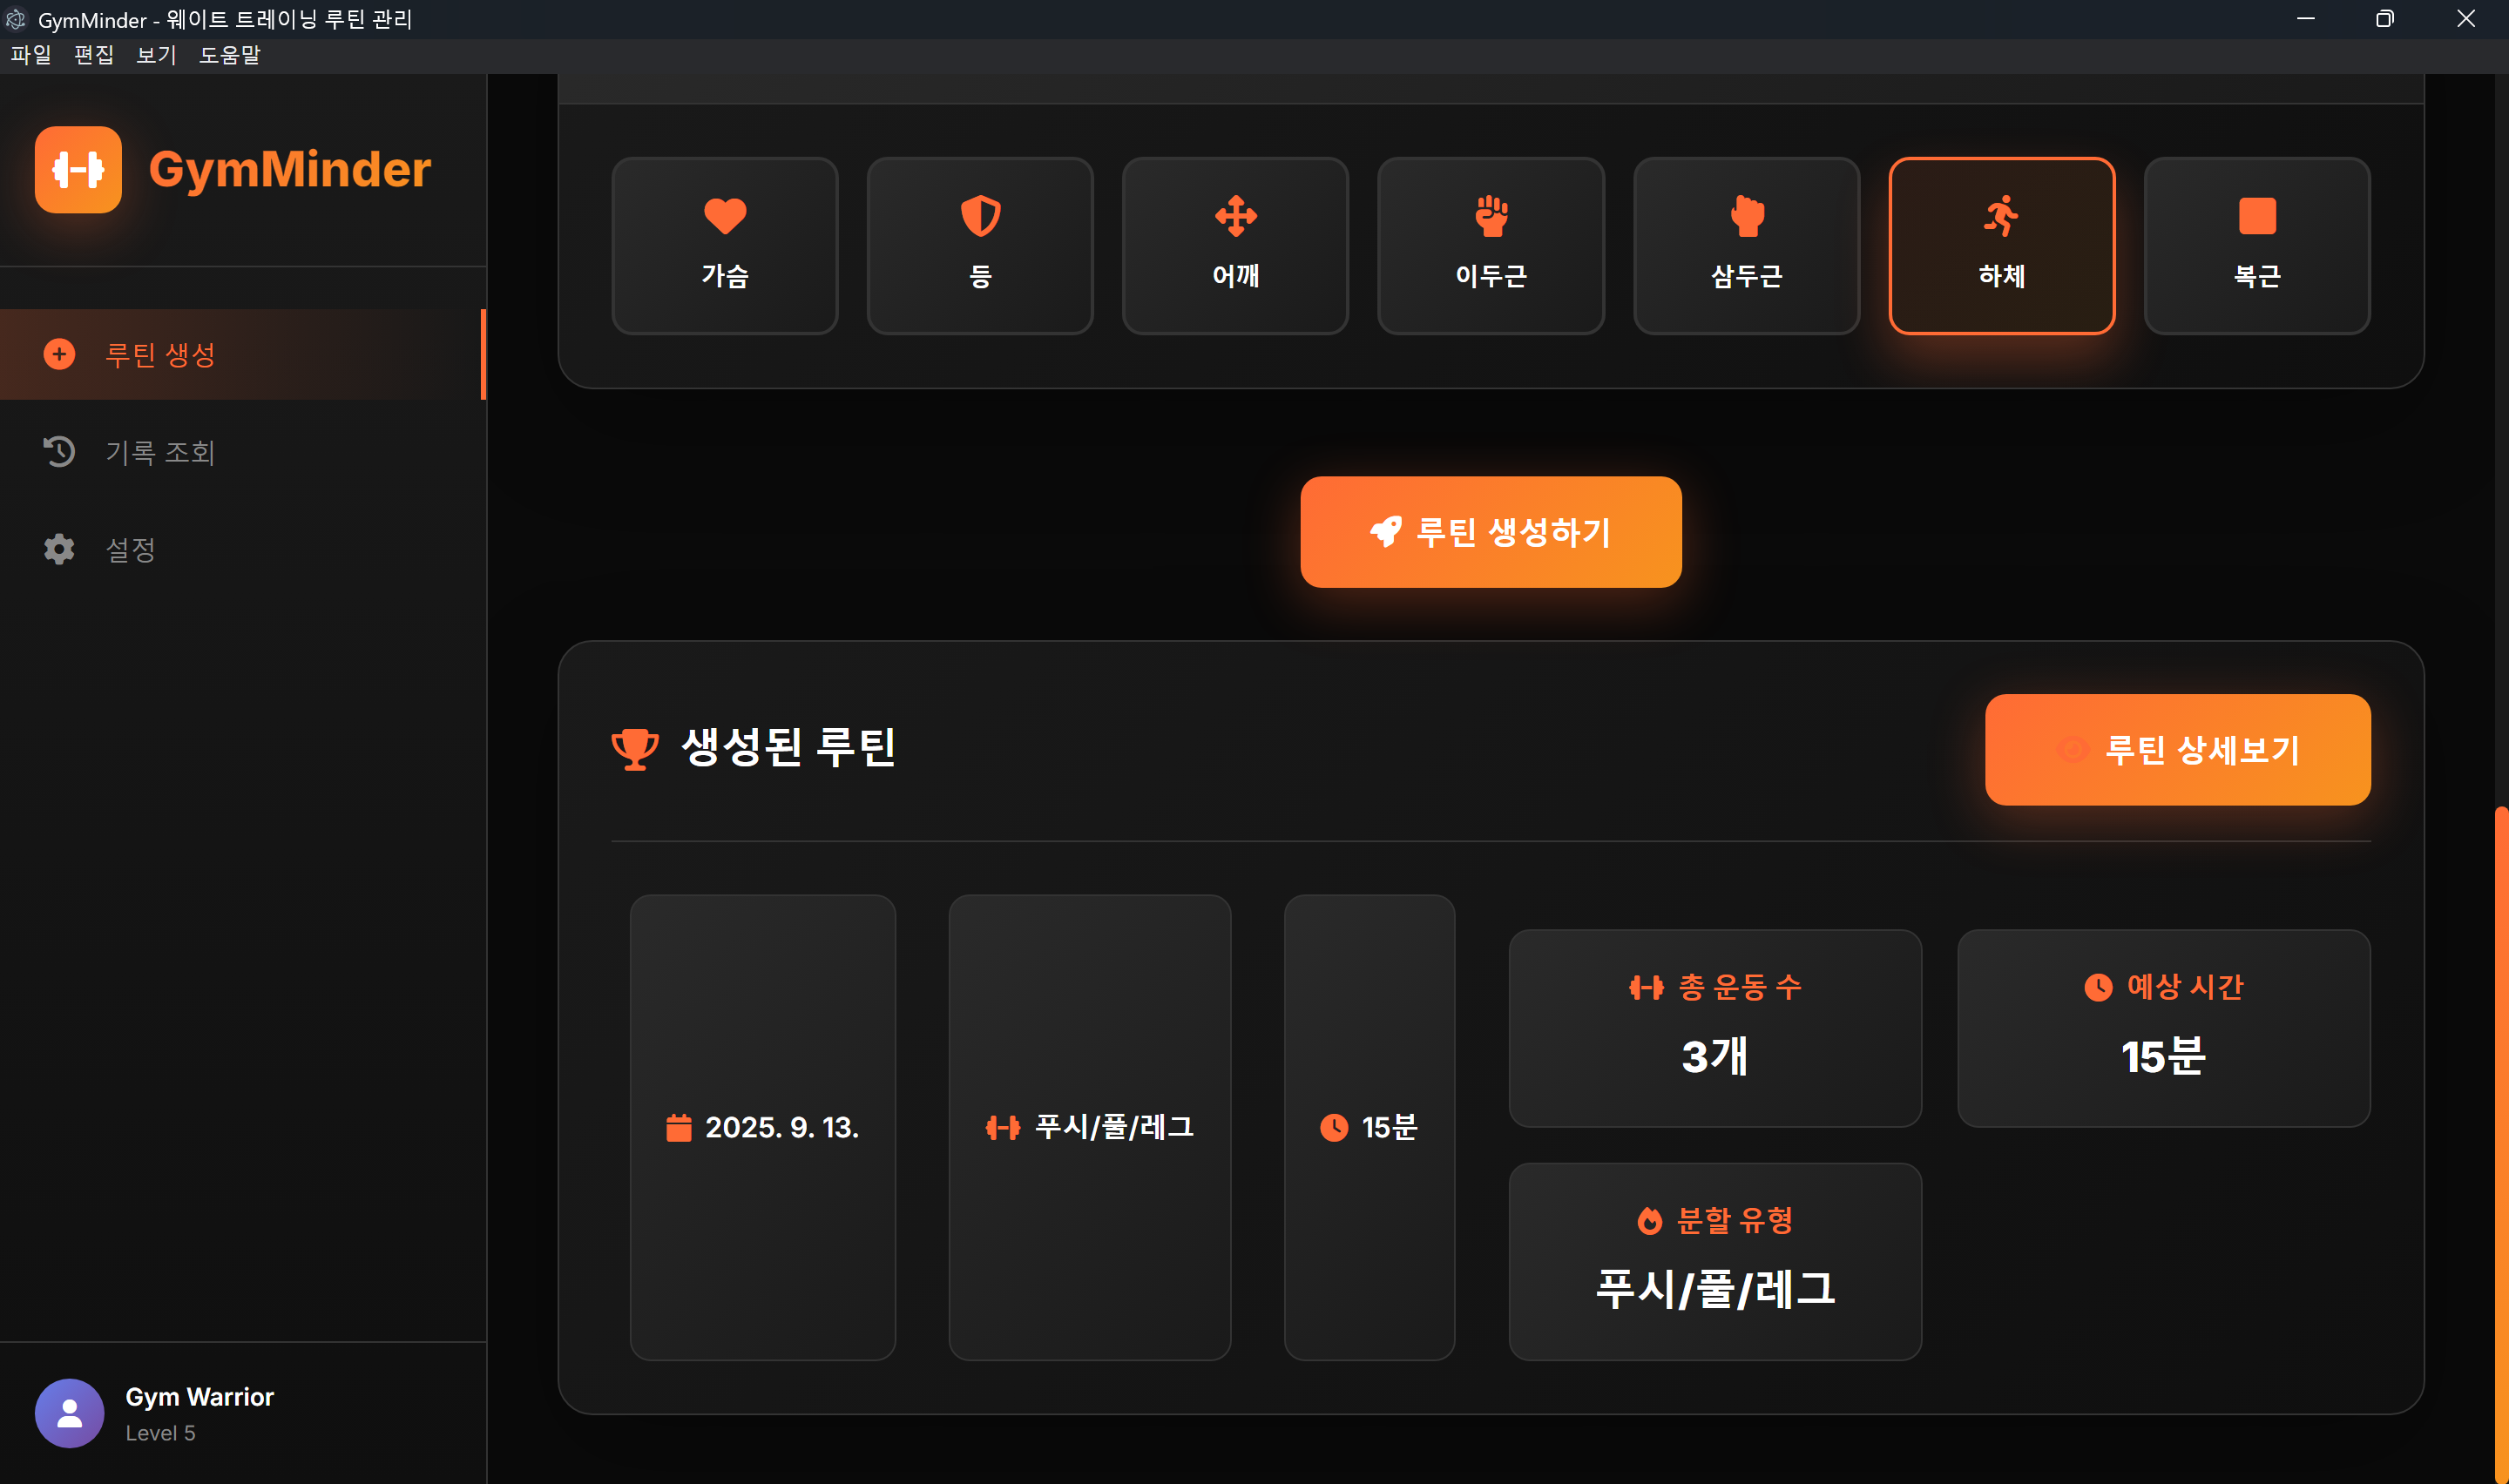 GymMinder - 웨이트 트레이닝 루틴 관리
파일 편집 보기 도움말
GymMinder
루틴 생성
기록 조회
설정
Gym Warrior
Level 5
가슴
등
어깨
이두근
삼두근
하체
복근
루틴 생성하기
생성된 루틴
루틴 상세보기
2025. 9. 13.
푸시/풀/레그
15분
총 운동 수
3개
예상 시간
15분
분할 유형
푸시/풀/레그